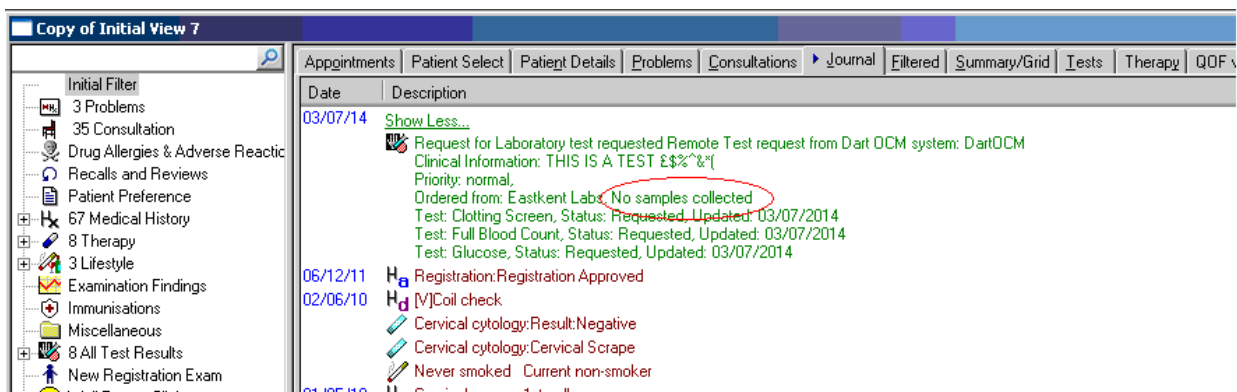 Copy of Initial View 7
Appointments Patient Select Patient Details Problems Consultations Journal Filtered Summary/Grid Tests Therapy QOF
Initial Filter
3 Problems
35 Consultation
Drug Allergies & Adverse Reactic
Recalls and Reviews
Patient Preference
67 Medical History
8 Therapy
3 Lifestyle
Examination Findings
Immunisations
Miscellaneous
8 All Test Results
New Registration Exam
Date Description
03/07/14 Show Less...
Request for Laboratory test requested Remote Test request from Dart OCM system: DartOCM
Clinical Information: THIS IS A TEST £$%^&*(
Priority: normal,
Ordered from: Eastkent Labs, No samples collected
Test: Clotting Screen, Status: Requested, Updated: 03/07/2014
Test: Full Blood Count, Status: Requested, Updated: 03/07/2014
Test: Glucose, Status: Requested, Updated: 03/07/2014
06/12/11 Ha Registration:Registration Approved
02/06/10 Hd [V]Coil check
Cervical cytology:Result:Negative
Cervical cytology:Cervical Scrape
Never smoked Current non-smoker